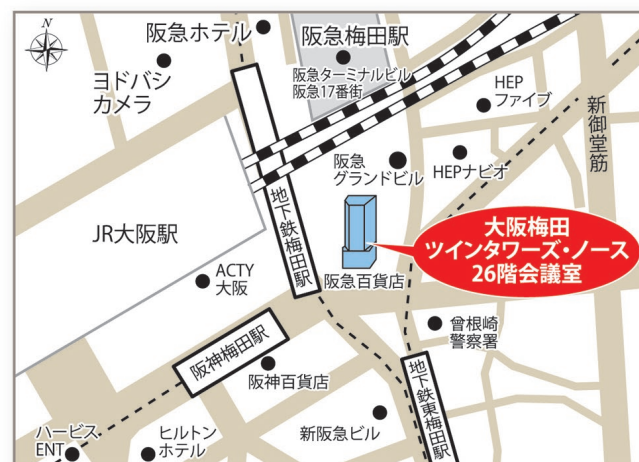 N
阪急ホテル
阪急梅田駅
阪急ターミナルビル
阪急17番街
ヨドバシ
カメラ
HEP
ファイブ
新御堂筋
阪急
グランドビル
HEPナビオ
地下鉄梅田駅
JR大阪駅
大阪梅田
ツインタワーズ・ノース
26階会議室
ACTY
大阪
阪急百貨店
曾根崎
警察署
阪神梅田駅
阪神百貨店
地下鉄東梅田駅
新阪急ビル
ハービス
ENT
ヒルトン
ホテル